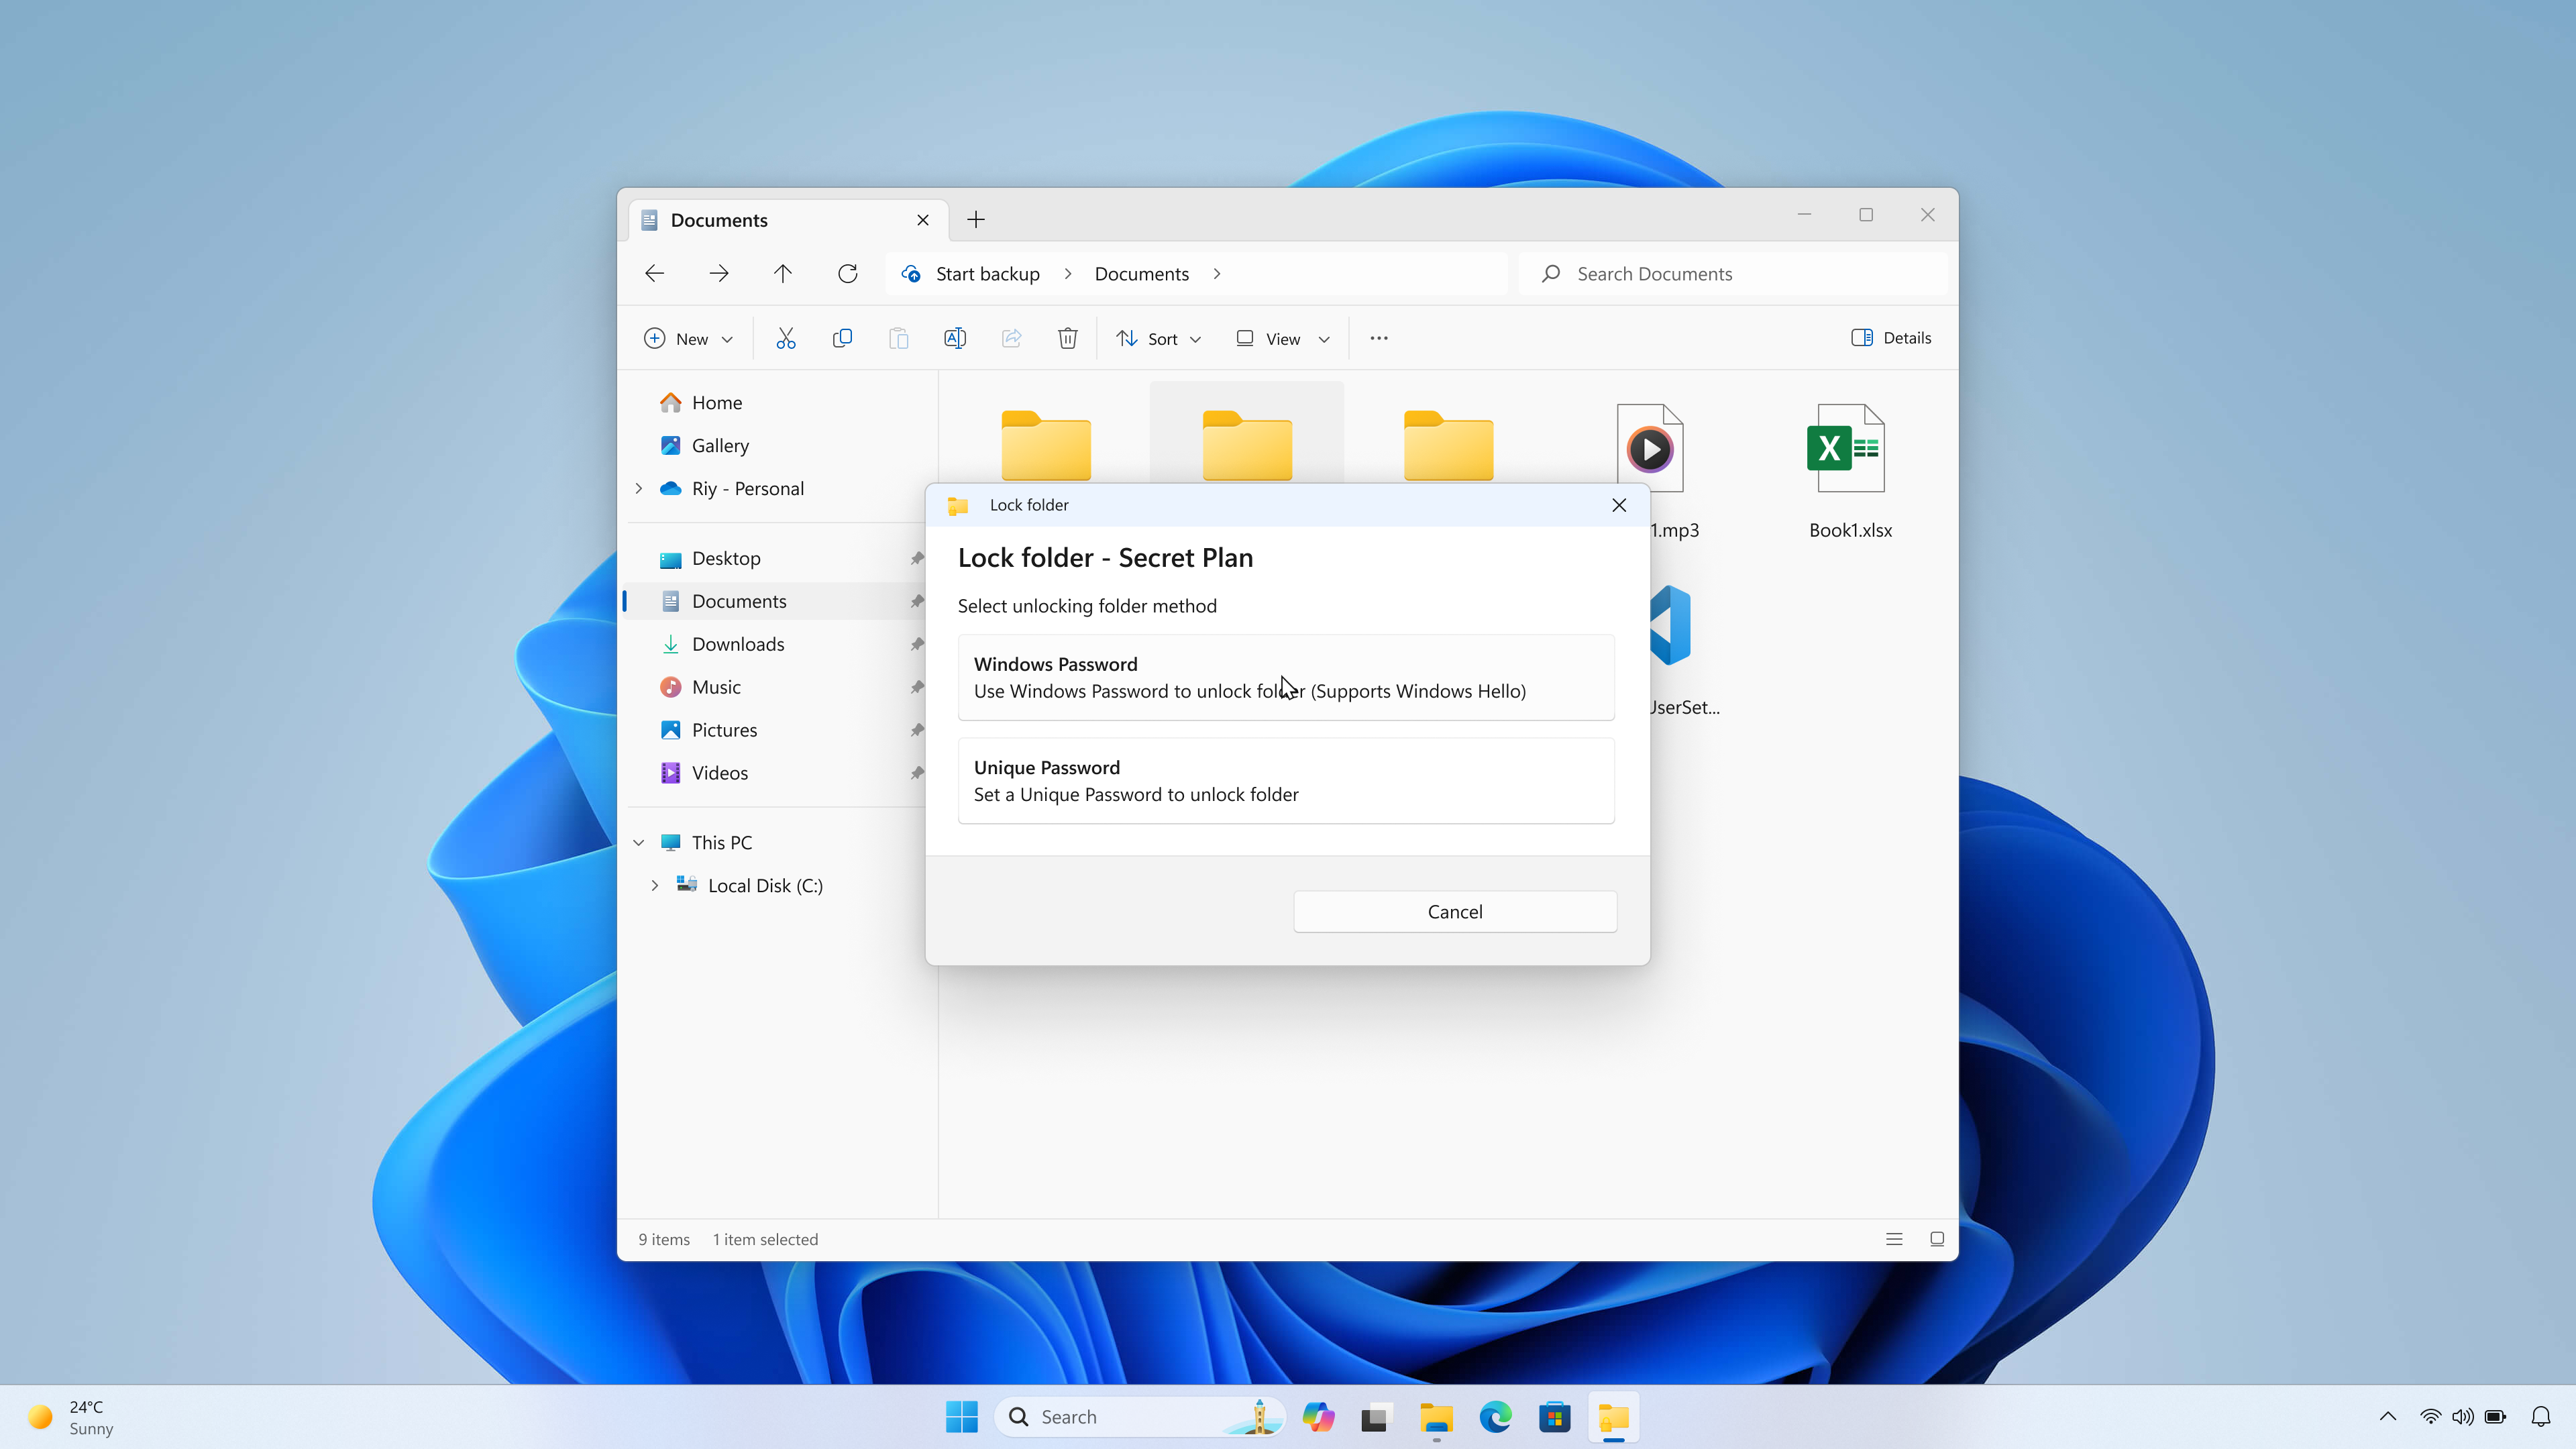 Documents
Start backup
Documents
Search Documents
New
Sort
View
Details
Home
Gallery
Riy - Personal
Desktop
Documents
Downloads
Music
Pictures
Videos
This PC
Local Disk (C:)
1.mp3
Book1.xlsx
UserSet...
Lock folder
Lock folder - Secret Plan
Select unlocking folder method
Windows Password
Use Windows Password to unlock folder (Supports Windows Hello)
Unique Password
Set a Unique Password to unlock folder
Cancel
9 items 1 item selected
24°C
Sunny
Search